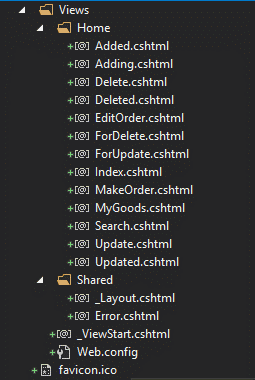 Views
Home
Added.cshtml
Adding.cshtml
Delete.cshtml
Deleted.cshtml
EditOrder.cshtml
ForDelete.cshtml
ForUpdate.cshtml
Index.cshtml
MakeOrder.cshtml
MyGoods.cshtml
Search.cshtml
Update.cshtml
Updated.cshtml
Shared
_Layout.cshtml
Error.cshtml
_ViewStart.cshtml
Web.config
favicon.ico